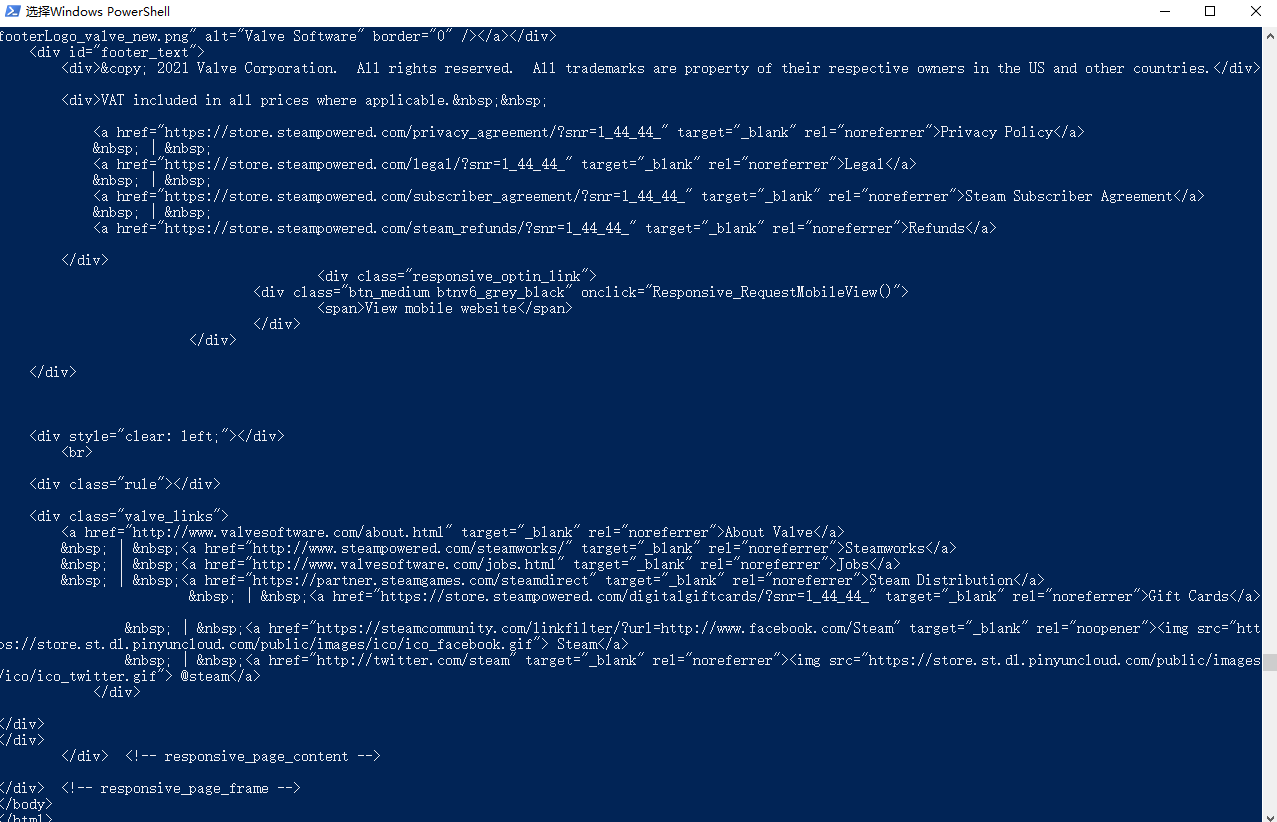 选择Windows PowerShell
footerLogo_valve_new.png" alt="Valve Software" border="0" /></a></div>
<div id="footer_text">
<div>&copy; 2021 Valve Corporation.  All rights reserved.  All trademarks are property of their respective owners in the US and other countries.</div>
<div>VAT included in all prices where applicable.&nbsp;&nbsp;
<a href="https://store.steampowered.com/privacy_agreement/?snr=1_44_44_" target="_blank" rel="noreferrer">Privacy Policy</a>
&nbsp; | &nbsp;
<a href="https://store.steampowered.com/legal/?snr=1_44_44_" target="_blank" rel="noreferrer">Legal</a>
&nbsp; | &nbsp;
<a href="https://store.steampowered.com/subscriber_agreement/?snr=1_44_44_" target="_blank" rel="noreferrer">Steam Subscriber Agreement</a>
&nbsp; | &nbsp;
<a href="https://store.steampowered.com/steam_refunds/?snr=1_44_44_" target="_blank" rel="noreferrer">Refunds</a>
</div>
<div class="responsive_optin_link">
<div class="btn_medium btnv6_grey_black" onclick="Responsive_RequestMobileView()">
<span>View mobile website</span>
</div>
</div>
</div>
<div style="clear: left;"></div>
<br>
<div class="rule"></div>
<div class="valve_links">
<a href="http://www.valvesoftware.com/about.html" target="_blank" rel="noreferrer">About Valve</a>
&nbsp; | &nbsp;<a href="http://www.steampowered.com/steamworks/" target="_blank" rel="noreferrer">Steamworks</a>
&nbsp; | &nbsp;<a href="http://www.valvesoftware.com/jobs.html" target="_blank" rel="noreferrer">Jobs</a>
&nbsp; | &nbsp;<a href="https://partner.steamgames.com/steamdirect" target="_blank" rel="noreferrer">Steam Distribution</a>
&nbsp; | &nbsp;<a href="https://store.steampowered.com/digitalgiftcards/?snr=1_44_44_" target="_blank" rel="noreferrer">Gift Cards</a>
&nbsp; | &nbsp;<a href="https://steamcommunity.com/linkfilter/?url=http://www.facebook.com/Steam" target="_blank" rel="noopener"><img src="htt
ps://store.st.dl.pinyuncloud.com/public/images/ico/ico_facebook.gif"> Steam</a>
&nbsp; | &nbsp;<a href="http://twitter.com/steam" target="_blank" rel="noreferrer"><img src="https://store.st.dl.pinyuncloud.com/public/images
/ico/ico_twitter.gif"> @steam</a>
</div>
</div>
</div>
</div>  <!-- responsive_page_content -->
</div>  <!-- responsive_page_frame -->
</body>
</html>